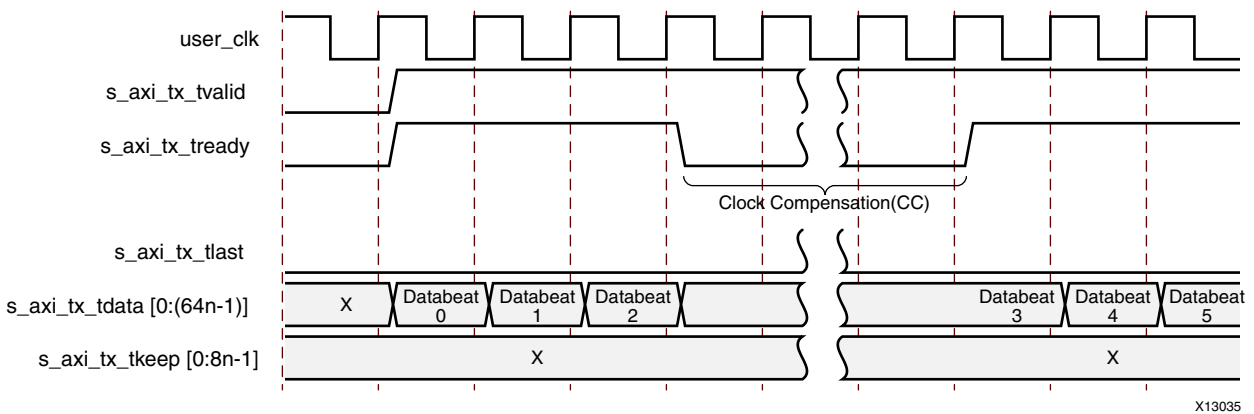 user_clk
s_axi_tx_tvalid
s_axi_tx_tready
Clock Compensation(CC)
s_axi_tx_tlast
s_axi_tx_tdata [0:(64n-1)]
X
Databeat
0
Databeat
1
Databeat
2
Databeat
3
Databeat
4
Databeat
5
s_axi_tx_tkeep [0:8n-1]
X
X
X13035